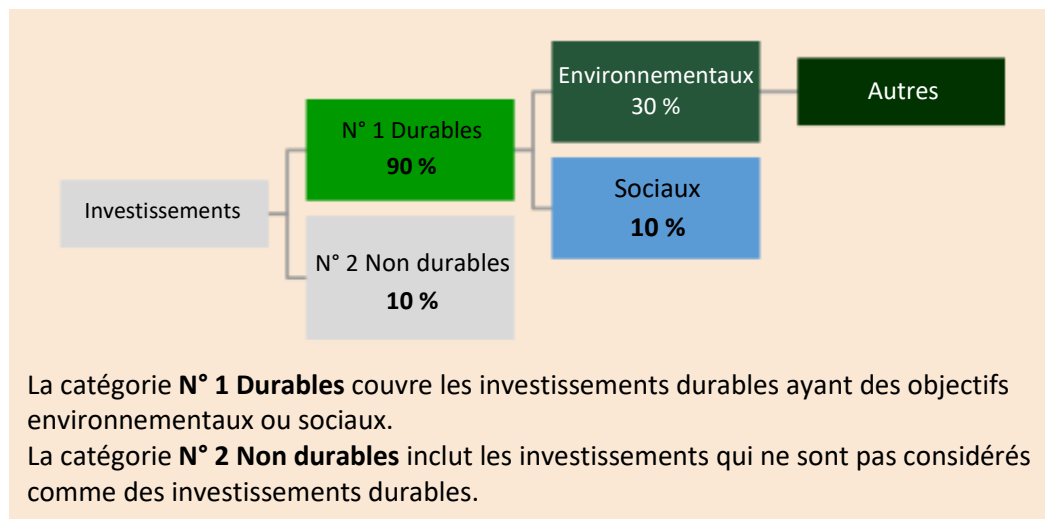 Investissements
N° 1 Durables
90 %
N° 2 Non durables
10 %
Environnementaux
30 %
Sociaux
10 %
Autres
La catégorie N° 1 Durables couvre les investissements durables ayant des objectifs
environnementaux ou sociaux.
La catégorie N° 2 Non durables inclut les investissements qui ne sont pas considérés
comme des investissements durables.